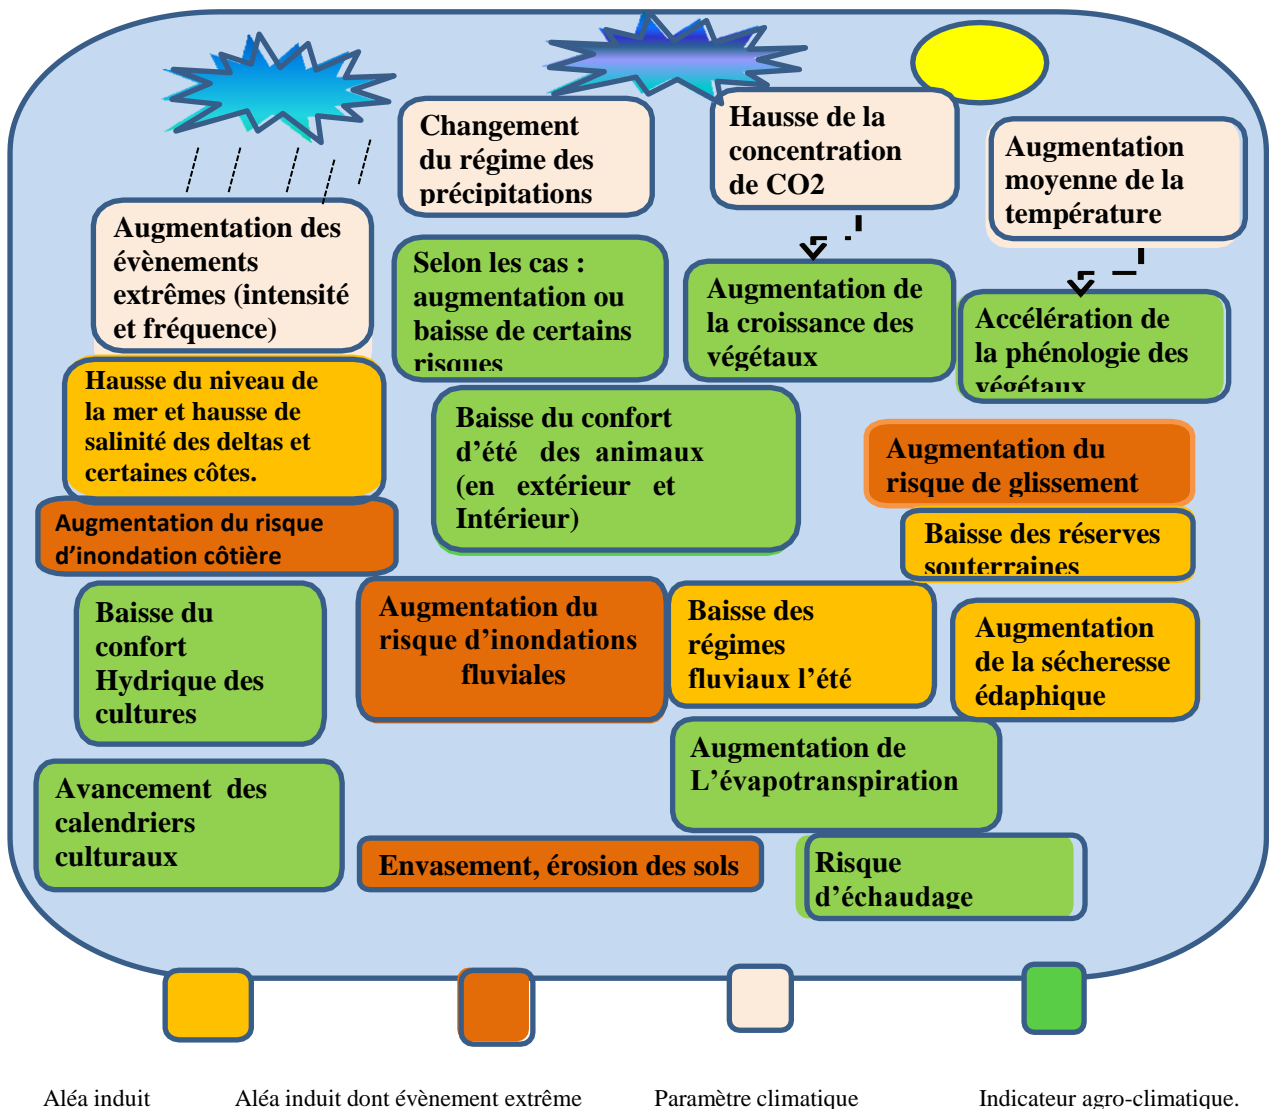 Changement
du régime des
précipitations
Hausse de la
concentration
de CO2
Augmentation
moyenne de la
température
Augmentation des
évènements
extrêmes (intensité
et fréquence)
Selon les cas :
augmentation ou
baisse de certains
risques
Augmentation de
la croissance des
végétaux
Accélération de
la phénologie des
végétaux
Hausse du niveau de
la mer et hausse de
salinité des deltas et
certaines côtes.
Baisse du confort
d'été des animaux
(en extérieur et
Intérieur)
Augmentation du
risque de glissement
Augmentation du risque
d'inondation côtière
Baisse des réserves
souterraines
Baisse du
confort
Hydrique des
cultures
Augmentation du
risque d'inondations
fluviales
Baisse des
régimes
fluviaux l'été
Augmentation
de la sécheresse
édaphique
Augmentation de
L'évapotranspiration
Avancement des
calendriers
culturaux
Envasement, érosion des sols
Risque
d'échaudage
Aléa induit
Aléa induit dont évènement extrême
Paramètre climatique
Indicateur agro-climatique.